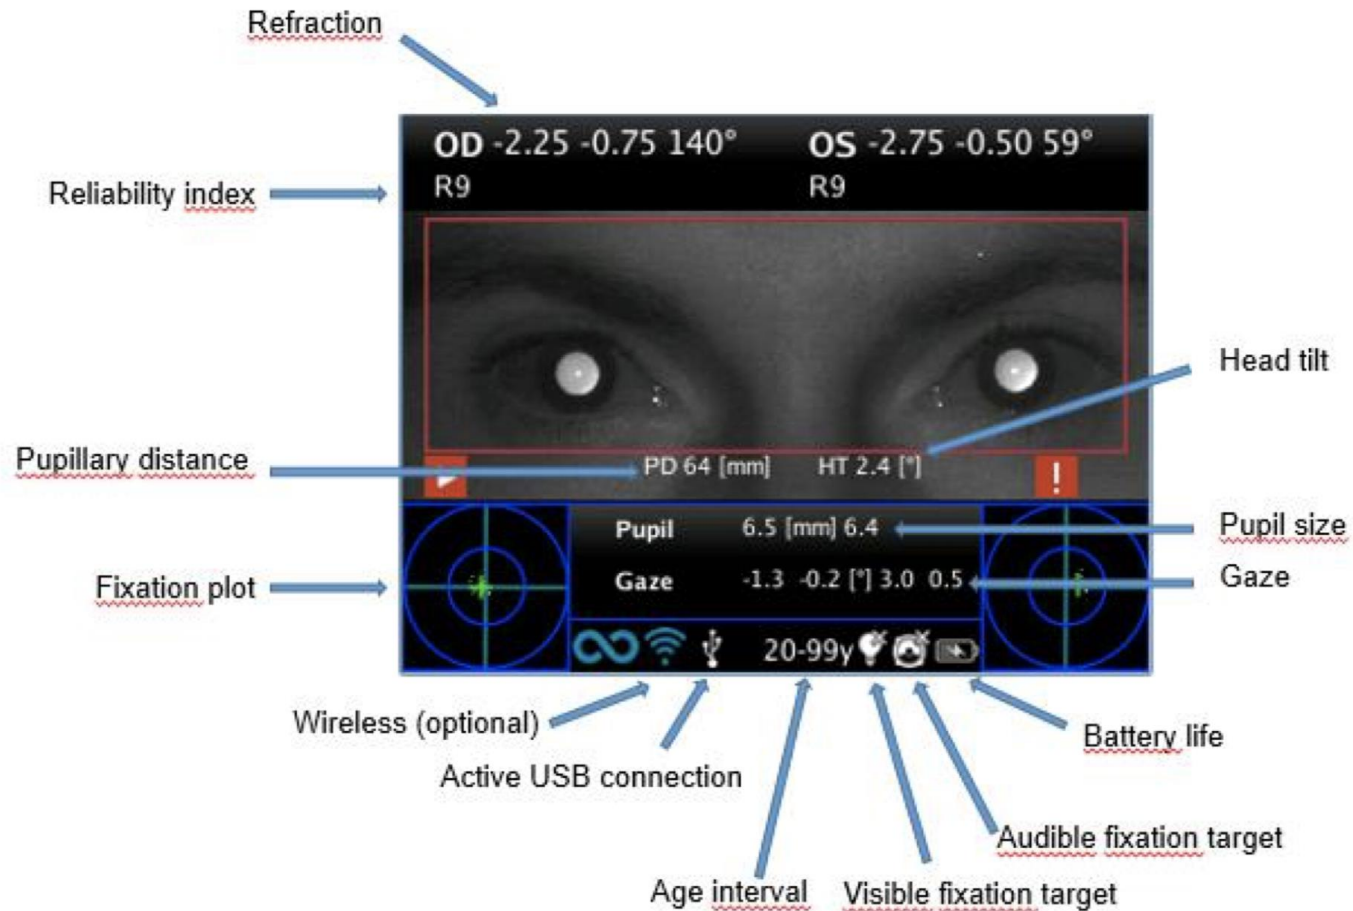 Refraction
OD -2.25 -0.75 140° OS -2.75 -0.50 59°
Reliability index
R9 R9
Head tilt
Pupillary distance
PD 64 [mm] HT 2.4 [°]
!
Pupil 6.5 [mm] 6.4
Pupil size
Fixation plot
Gaze -1.3 -0.2 [°] 3.0 0.5
Gaze
20-99y
Wireless (optional)
Battery life
Active USB connection
Audible fixation target
Age interval
Visible fixation target